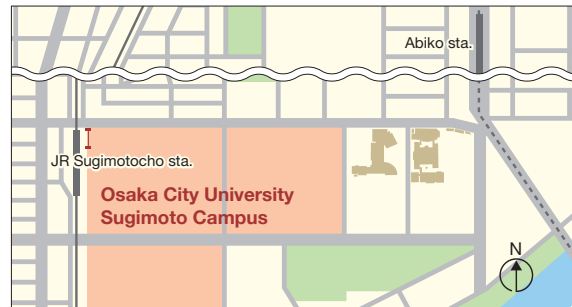 Abiko sta.
JR Sugimotocho sta.
Osaka City University
Sugimoto Campus
N